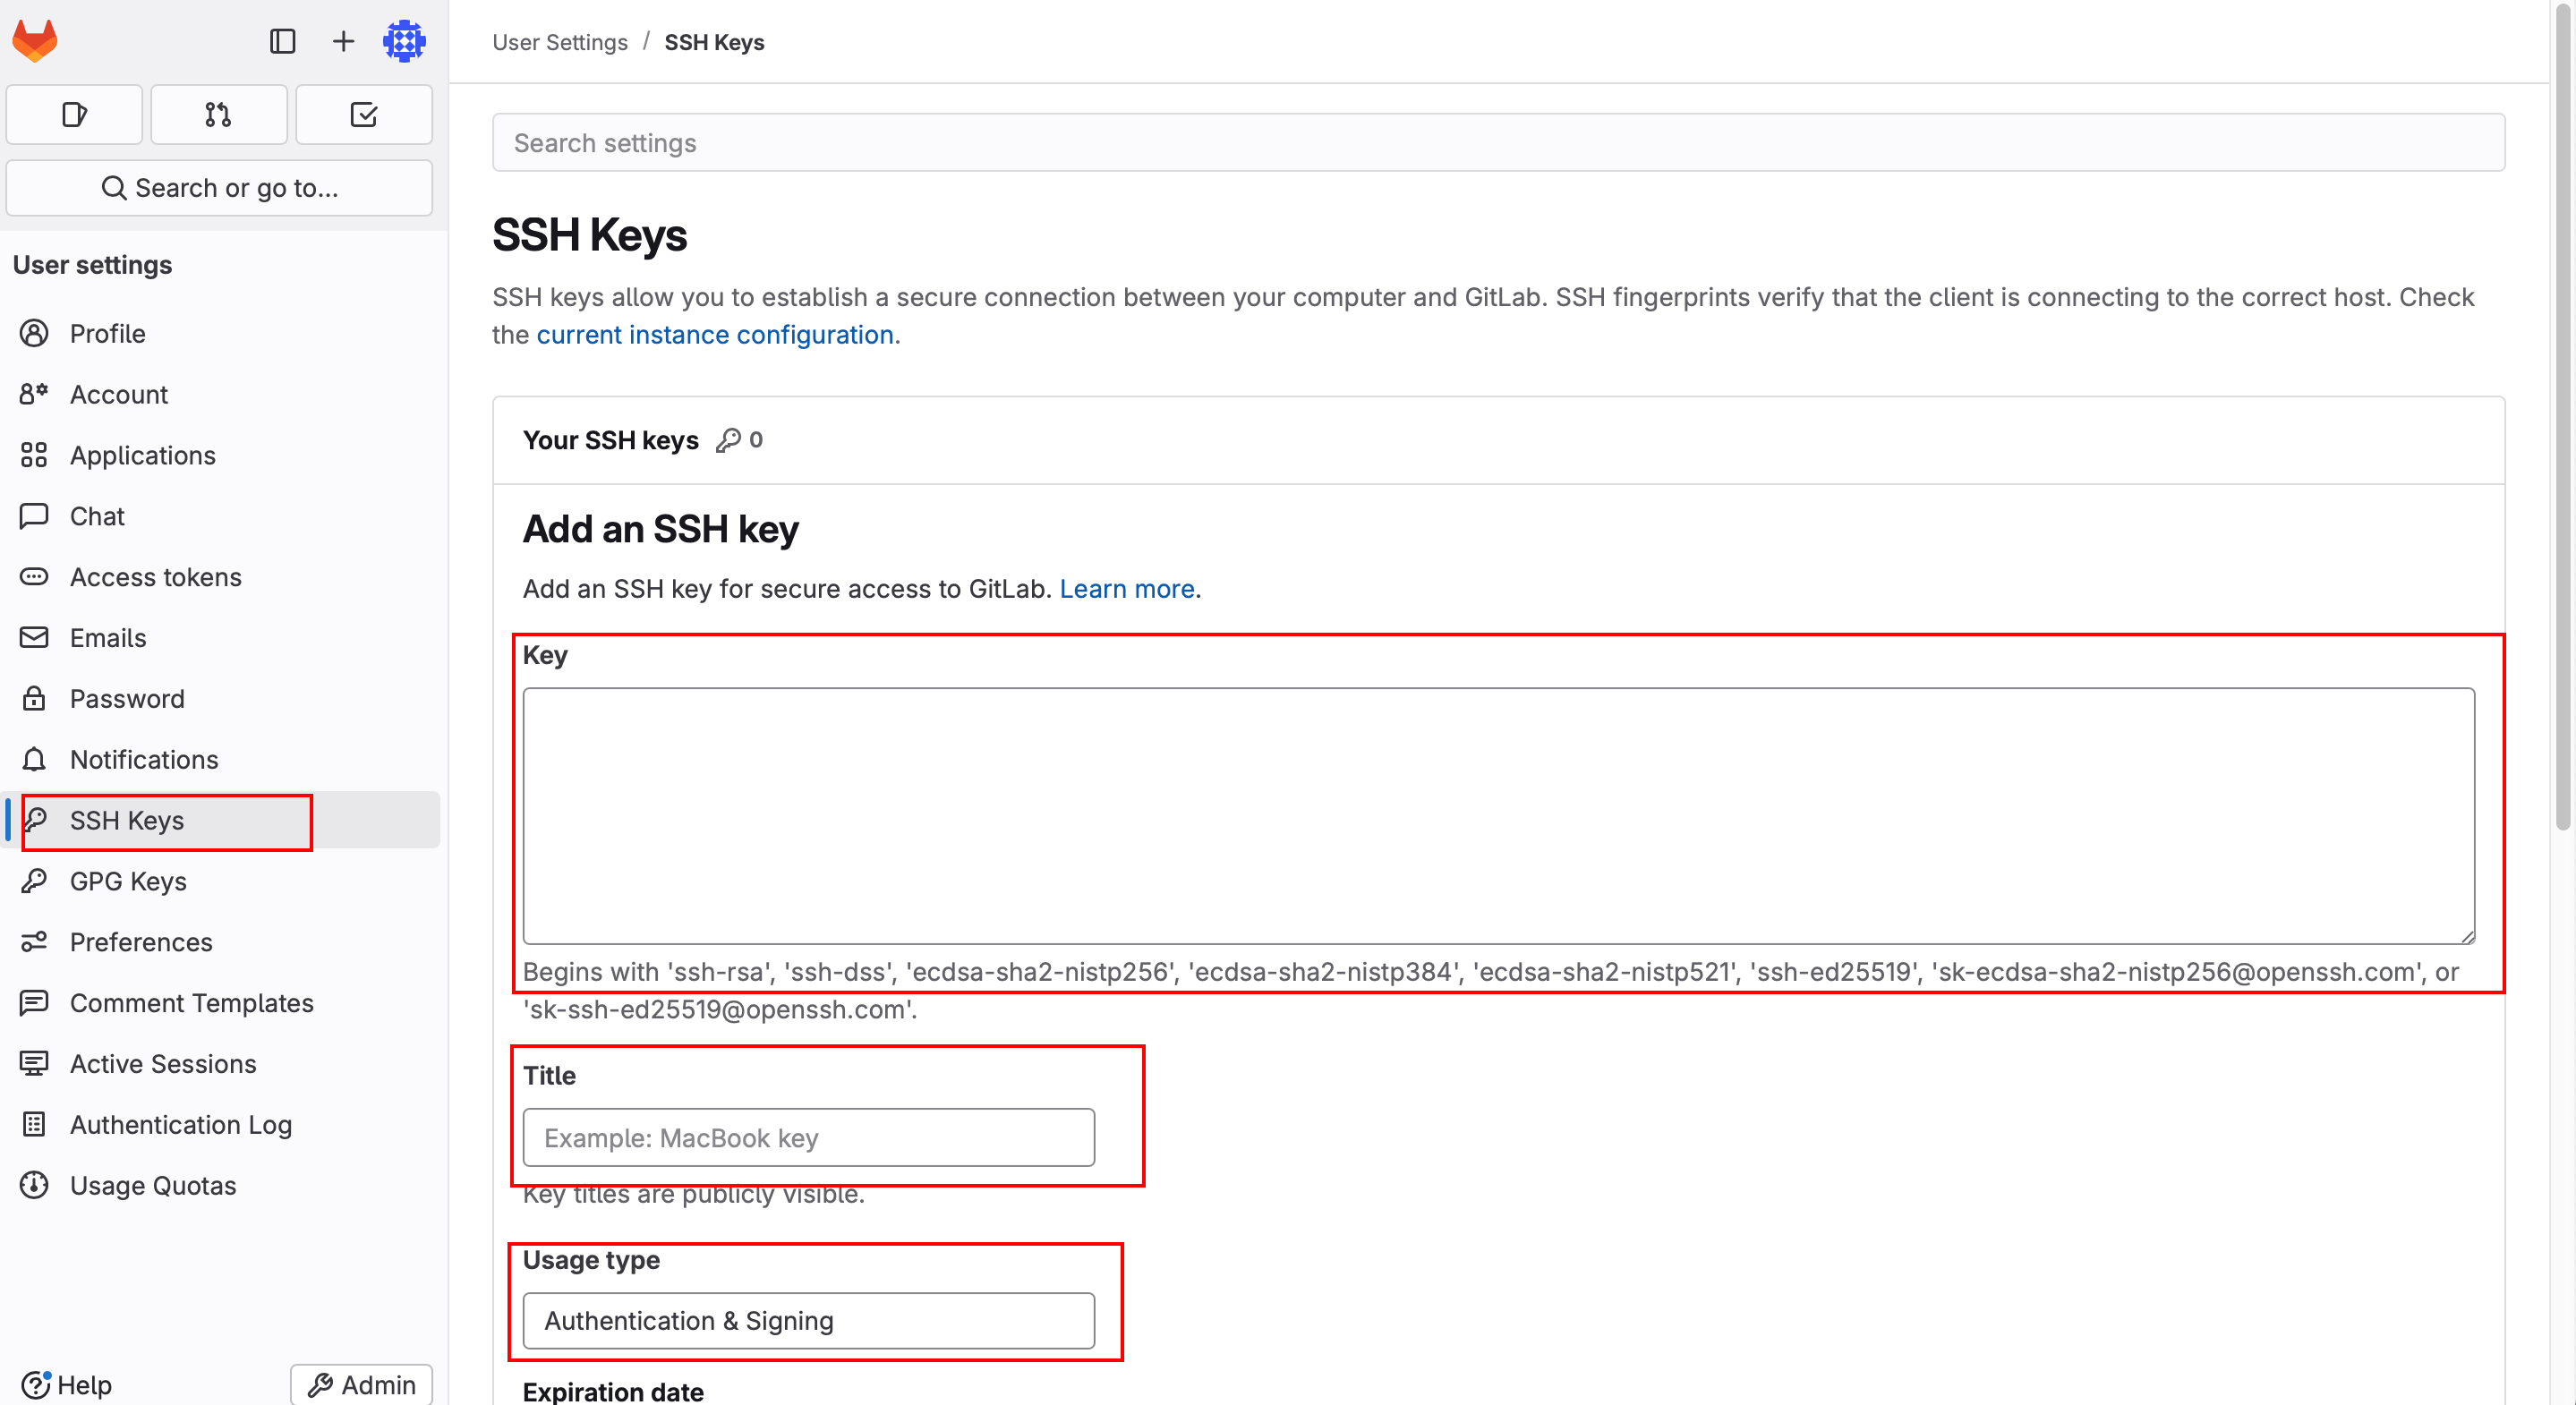 User Settings / SSH Keys
Search or go to...
User settings
Profile
Account
Applications
Chat
Access tokens
Emails
Password
Notifications
SSH Keys
GPG Keys
Preferences
Comment Templates
Active Sessions
Authentication Log
Usage Quotas
Help
Admin
Search settings
SSH Keys
SSH keys allow you to establish a secure connection between your computer and GitLab. SSH fingerprints verify that the client is connecting to the correct host. Check
the current instance configuration.
Your SSH keys 0
Add an SSH key
Add an SSH key for secure access to GitLab. Learn more.
Key
Begins with 'ssh-rsa', 'ssh-dss', 'ecdsa-sha2-nistp256', 'ecdsa-sha2-nistp384', 'ecdsa-sha2-nistp521', 'ssh-ed25519', 'sk-ecdsa-sha2-nistp256@openssh.com', or
'sk-ssh-ed25519@openssh.com'.
Title
Example: MacBook key
Key titles are publicly visible.
Usage type
Authentication & Signing
Expiration date